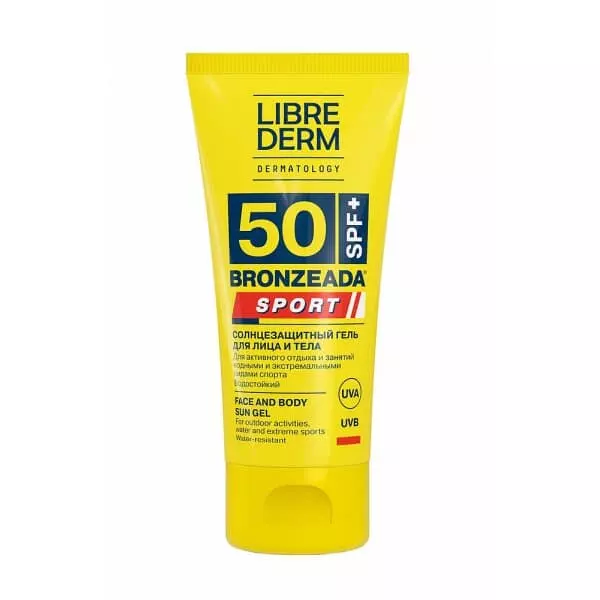 LIBRE
DERM
DERMATOLOGY
50 SPF+
BRONZEADA®
SPORT
СОЛНЦЕЗАЩИТНЫЙ ГЕЛЬ
ДЛЯ ЛИЦА И ТЕЛА
Для активного отдыха и занятий
водными и экстремальными
видами спорта
Водостойкий
UVA
UVB
FACE AND BODY
SUN GEL
For outdoor activities,
water and extreme sports
Water-resistant